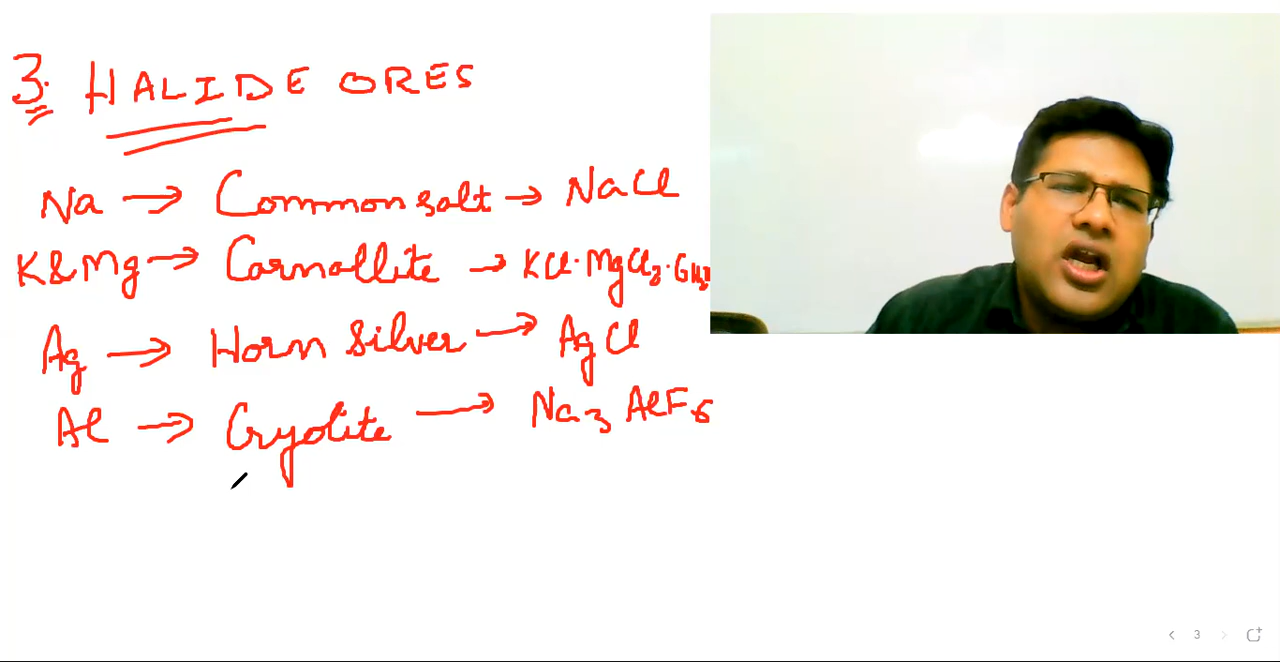 3. HALIDE ORES
Na → Common salt → NaCl
K&Mg → Carnallite → KCl·MgCl₂·6H₂
Ag → Horn Silver → AgCl
Al → Cryolite → Na₃AlF₆
< 3 >